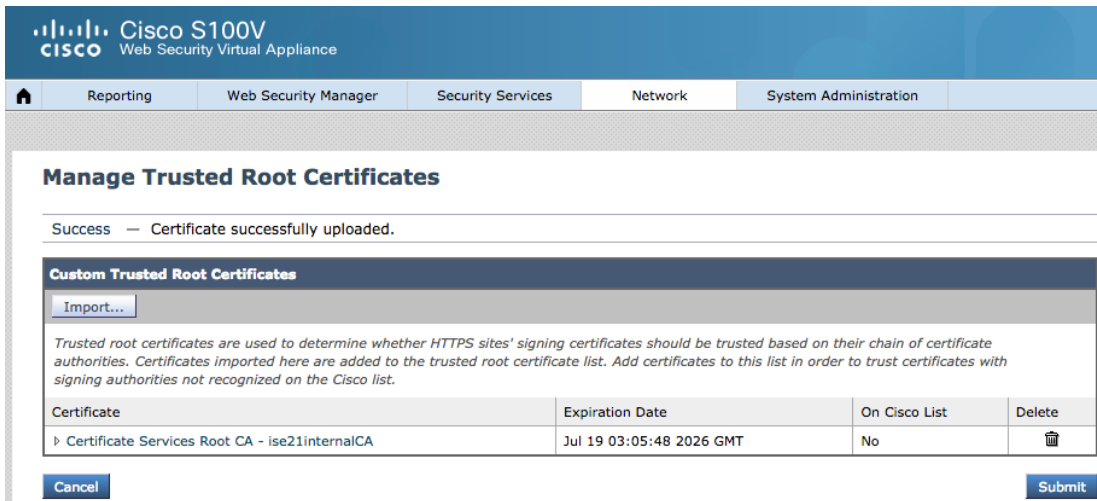 Cisco S100V
CISCO Web Security Virtual Appliance
Reporting Web Security Manager Security Services Network System Administration
Manage Trusted Root Certificates
Success — Certificate successfully uploaded.
Custom Trusted Root Certificates
Import...
Trusted root certificates are used to determine whether HTTPS sites' signing certificates should be trusted based on their chain of certificate
authorities. Certificates imported here are added to the trusted root certificate list. Add certificates to this list in order to trust certificates with
signing authorities not recognized on the Cisco list.
Certificate Expiration Date On Cisco List Delete
Certificate Services Root CA - ise21internalCA Jul 19 03:05:48 2026 GMT No
Cancel Submit